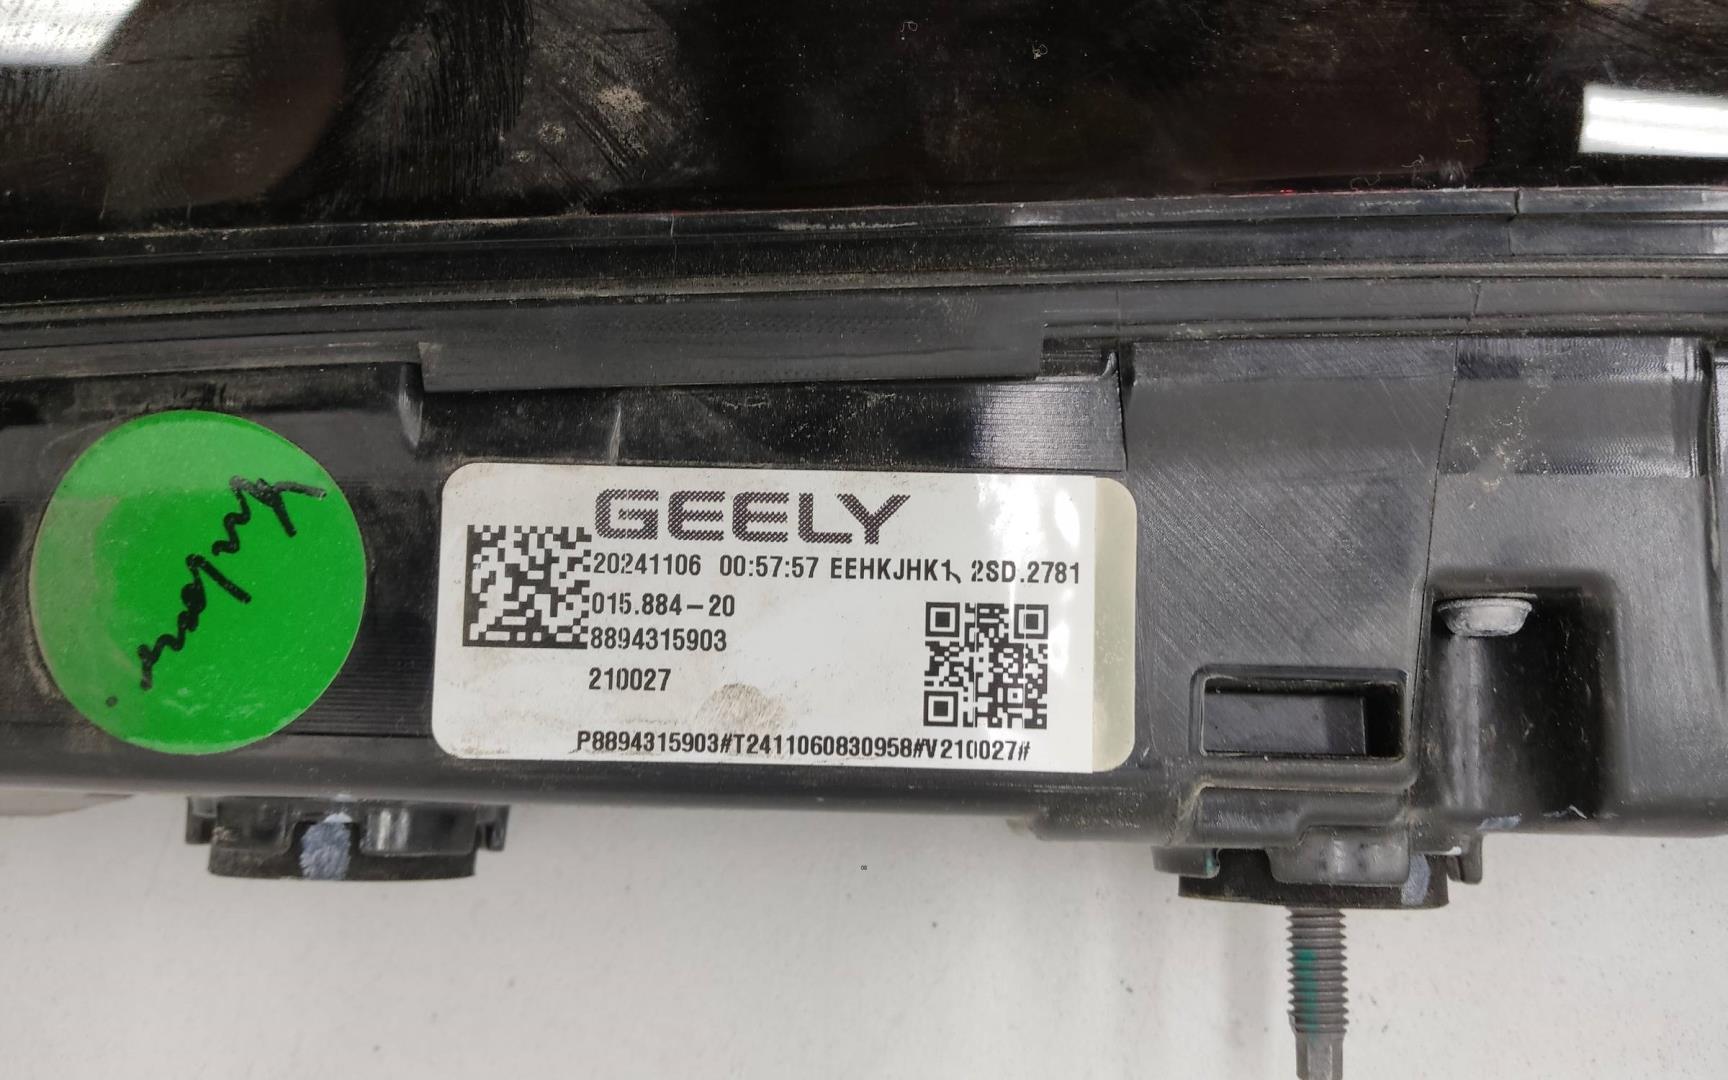 GEELY
20241106 00:57:57 EEHKJHK1, 2SD.2781
015.884-20
8894315903
210027
P8894315903#T2411060830958#V210027#